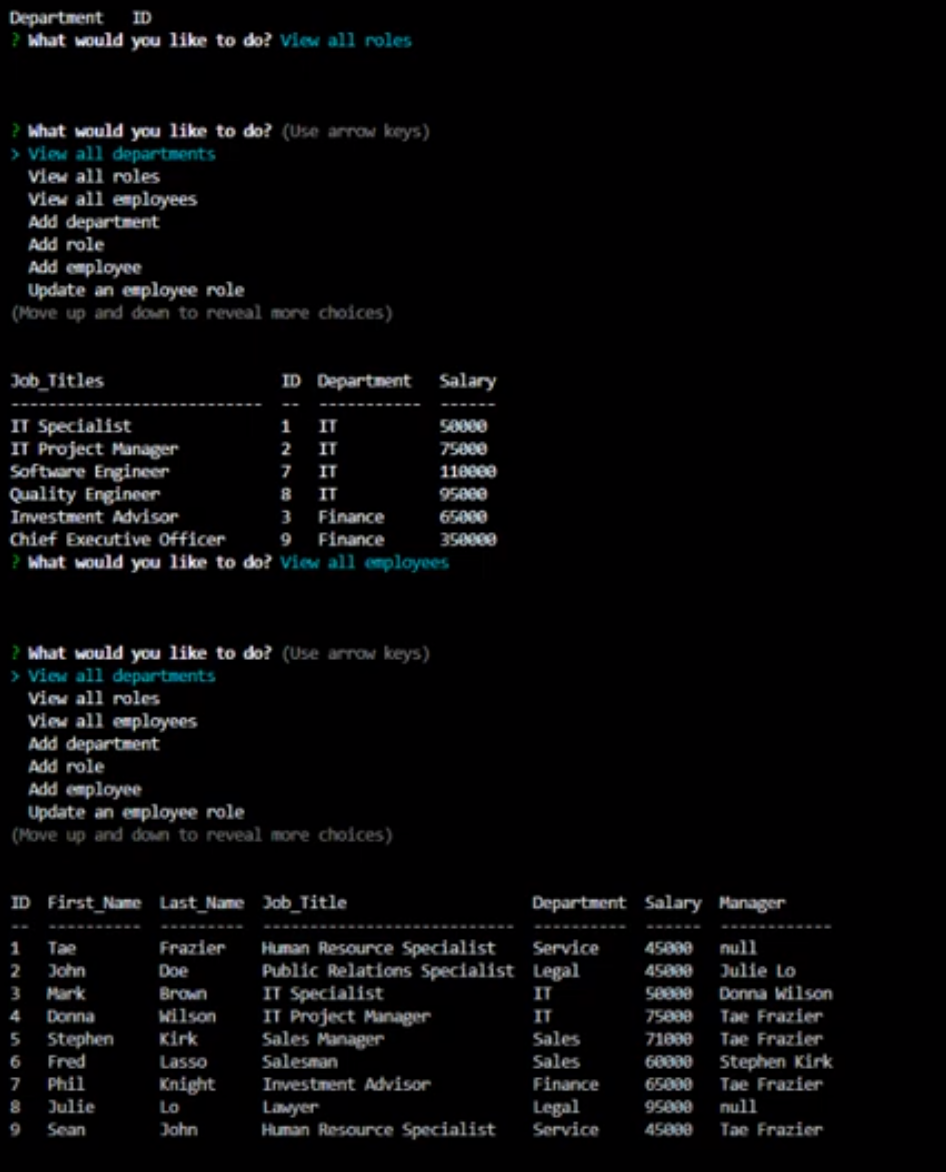 Department   ID
? What would you like to do? View all roles
? What would you like to do? (Use arrow keys)
> View all departments
  View all roles
  View all employees
  Add department
  Add role
  Add employee
  Update an employee role
(Move up and down to reveal more choices)
Job_Titles                   ID  Department   Salary
---------------------------  --  -----------  ------
IT Specialist                1   IT           50000
IT Project Manager           2   IT           75000
Software Engineer            7   IT           110000
Quality Engineer             8   IT           95000
Investment Advisor           3   Finance      65000
Chief Executive Officer      9   Finance      350000
? What would you like to do? View all employees
? What would you like to do? (Use arrow keys)
> View all departments
  View all roles
  View all employees
  Add department
  Add role
  Add employee
  Update an employee role
(Move up and down to reveal more choices)
ID  First_Name  Last_Name  Job_Title                    Department  Salary  Manager
--  ----------  ---------  ---------------------------  ----------  ------  ------------
1   Tae         Frazier    Human Resource Specialist    Service     45000   null
2   John        Doe        Public Relations Specialist  Legal       45000   Julie Lo
3   Mark        Brown      IT Specialist                IT          50000   Donna Wilson
4   Donna       Wilson     IT Project Manager           IT          75000   Tae Frazier
5   Stephen     Kirk       Sales Manager                Sales       71000   Tae Frazier
6   Fred        Lasso      Salesman                     Sales       60000   Stephen Kirk
7   Phil        Knight     Investment Advisor           Finance     65000   Tae Frazier
8   Julie       Lo         Lawyer                       Legal       95000   null
9   Sean        John       Human Resource Specialist    Service     45000   Tae Frazier